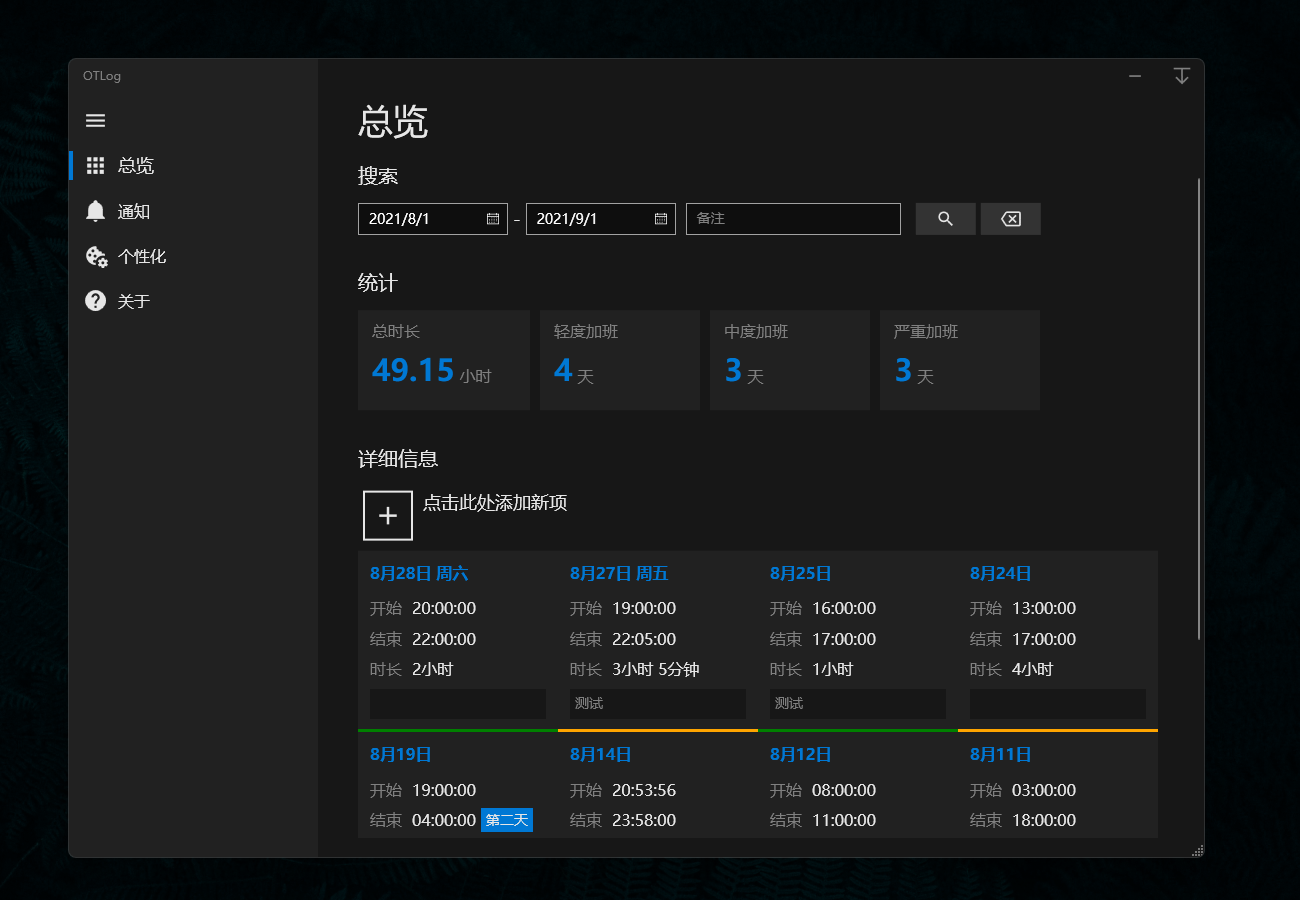 OTLog
总览
通知
个性化
关于
总览
搜索
2021/8/1 - 2021/9/1 备注
统计
总时长 轻度加班 中度加班 严重加班
49.15 小时 4 天 3 天 3 天
详细信息
点击此处添加新项
8月28日 周六 8月27日 周五 8月25日 8月24日
开始 20:00:00 开始 19:00:00 开始 16:00:00 开始 13:00:00
结束 22:00:00 结束 22:05:00 结束 17:00:00 结束 17:00:00
时长 2小时 时长 3小时 5分钟 时长 1小时 时长 4小时
测试 测试
8月19日 8月14日 8月12日 8月11日
开始 19:00:00 开始 20:53:56 开始 08:00:00 开始 03:00:00
结束 04:00:00 第二天 结束 23:58:00 结束 11:00:00 结束 18:00:00